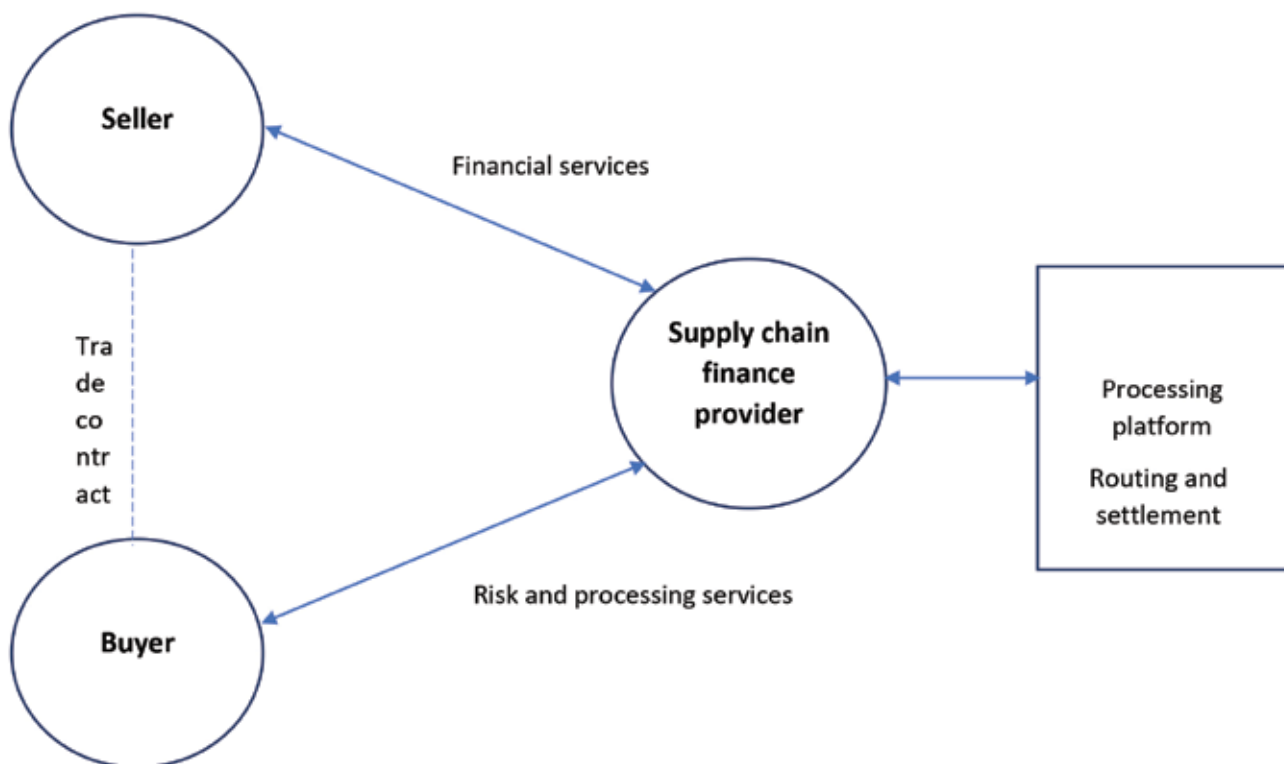 Seller
Financial services
Tra
de
co
ntr
act
Supply chain
finance
provider
Processing
platform
Routing and
settlement
Risk and processing services
Buyer